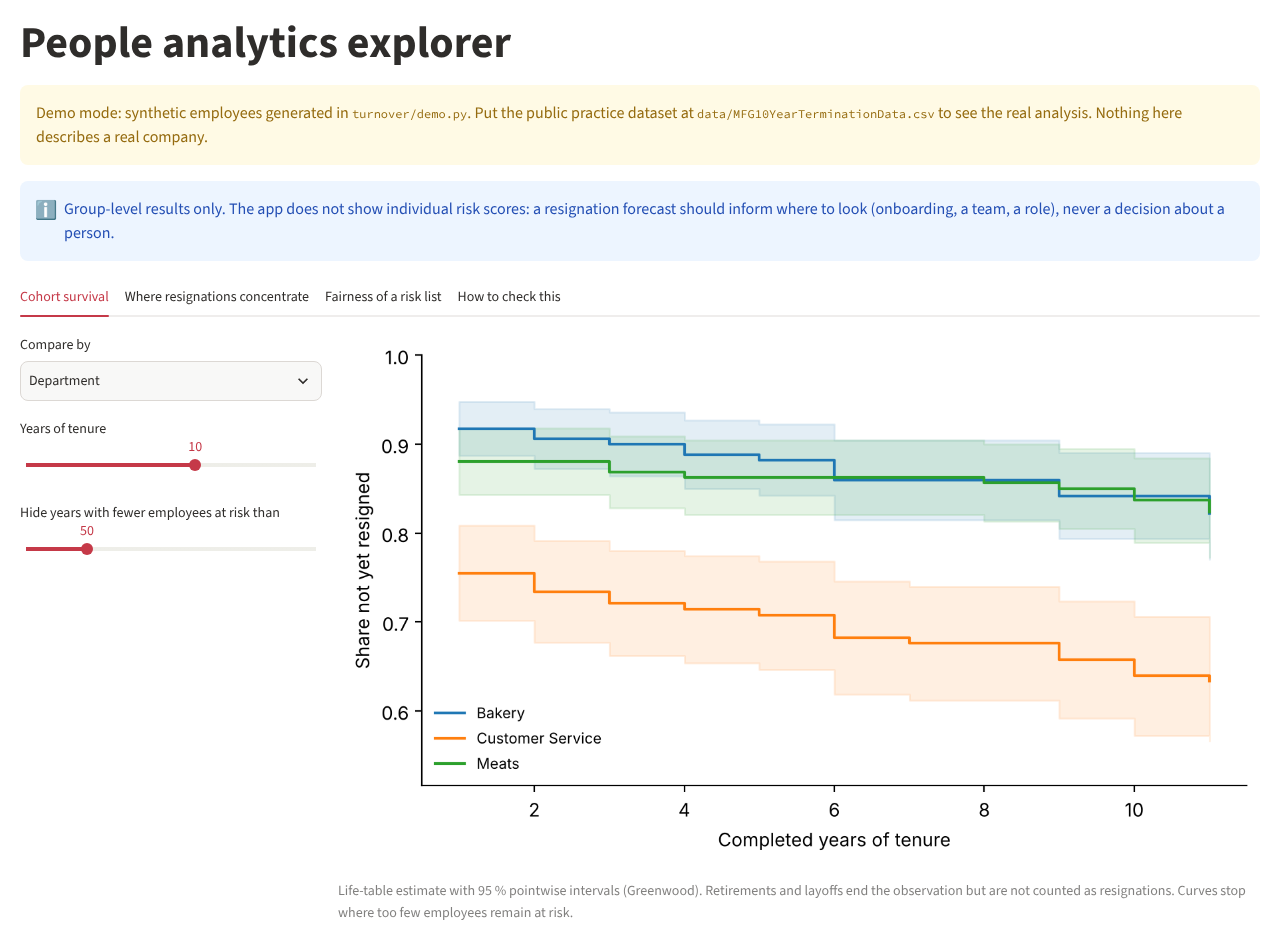 People analytics explorer
Demo mode: synthetic employees generated in turnover/demo.py. Put the public practice dataset at data/MFG10YearTerminationData.csv to see the real analysis. Nothing here
describes a real company.
Group-level results only. The app does not show individual risk scores: a resignation forecast should inform where to look (onboarding, a team, a role), never a decision about a
person.
Cohort survival Where resignations concentrate Fairness of a risk list How to check this
Compare by
Department
Years of tenure
10
Hide years with fewer employees at risk than
50
Share not yet resigned
1.0
0.9
0.8
0.7
0.6
Bakery
Customer Service
Meats
2 4 6 8 10
Completed years of tenure
Life-table estimate with 95 % pointwise intervals (Greenwood). Retirements and layoffs end the observation but are not counted as resignations. Curves stop
where too few employees remain at risk.